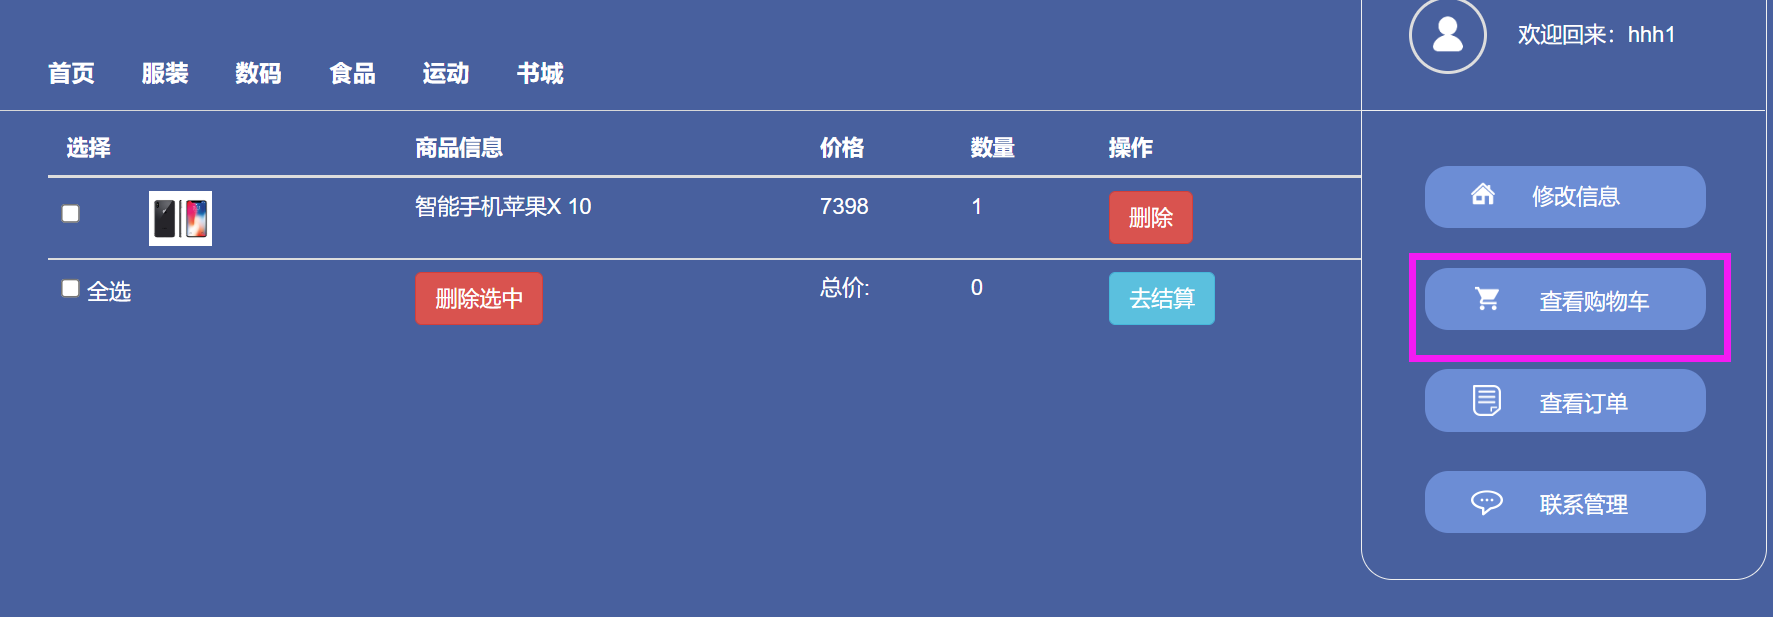 欢迎回来：hhh1
首页 服装 数码 食品 运动 书城
选择 商品信息 价格 数量 操作
智能手机苹果X 10 7398 1 删除
全选 删除选中 总价: 0 去结算
修改信息
查看购物车
查看订单
联系管理